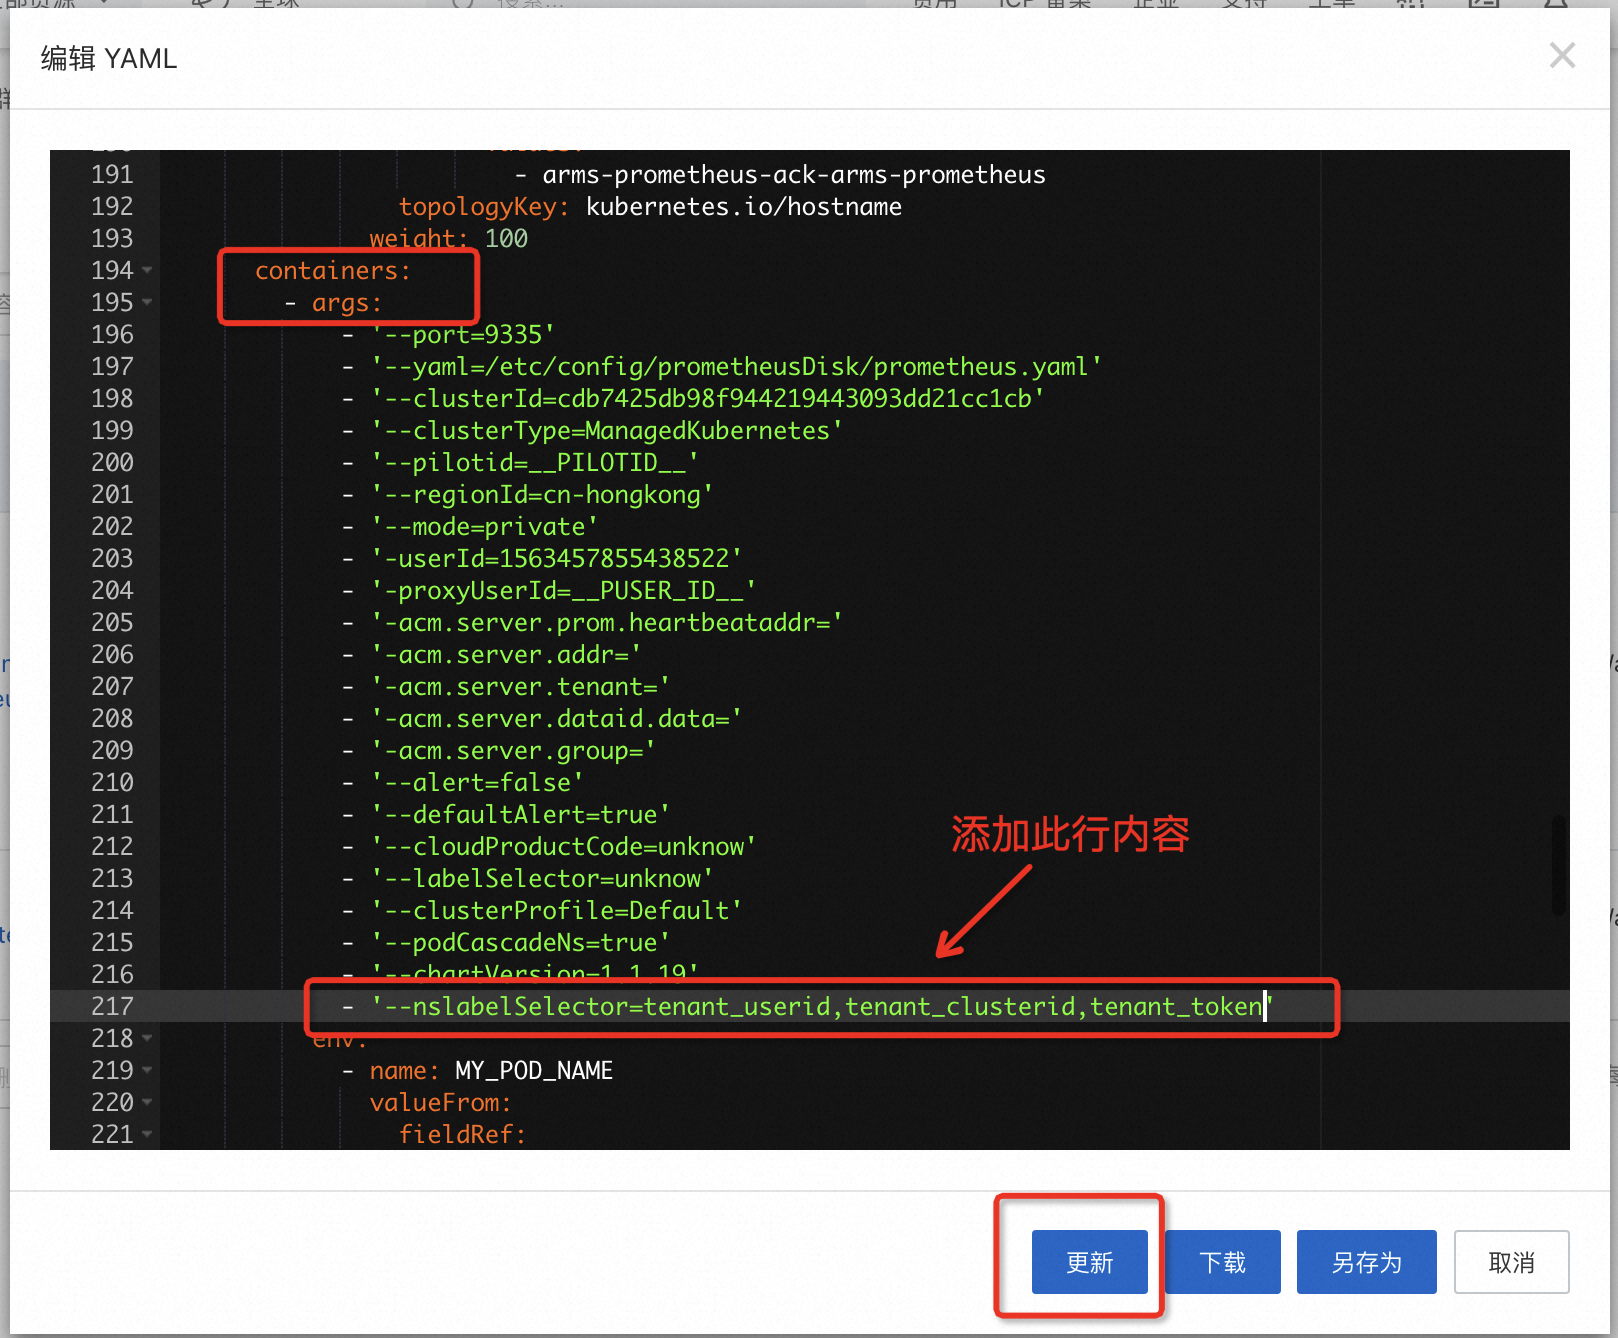 编辑 YAML
191 - arms-prometheus-ack-arms-prometheus
192 topologyKey: kubernetes.io/hostname
193 weight: 100
194 containers:
195 - args:
196 - '--port=9335'
197 - '--yaml=/etc/config/prometheusDisk/prometheus.yaml'
198 - '--clusterId=cdb7425db98f944219443093dd21cc1cb'
199 - '--clusterType=ManagedKubernetes'
200 - '--pilotid=__PILOTID__'
201 - '--regionId=cn-hongkong'
202 - '--mode=private'
203 - '-userId=1563457855438522'
204 - '-proxyUserId=__PUSER_ID__'
205 - '-acm.server.prom.heartbeataddr='
206 - '-acm.server.addr='
207 - '-acm.server.tenant='
208 - '-acm.server.dataid.data='
209 - '-acm.server.group='
210 - '--alert=false'
211 - '--defaultAlert=true'
212 - '--cloudProductCode=unknow'
添加此行内容
213 - '--labelSelector=unknow'
214 - '--clusterProfile=Default'
215 - '--podCascadeNs=true'
216 - '--chartVersion=1.1.19'
217 - '--nslabelSelector=tenant_userid,tenant_clusterid,tenant_token'
218 env:
219 - name: MY_POD_NAME
220 valueFrom:
221 fieldRef:
更新 下载 另存为 取消